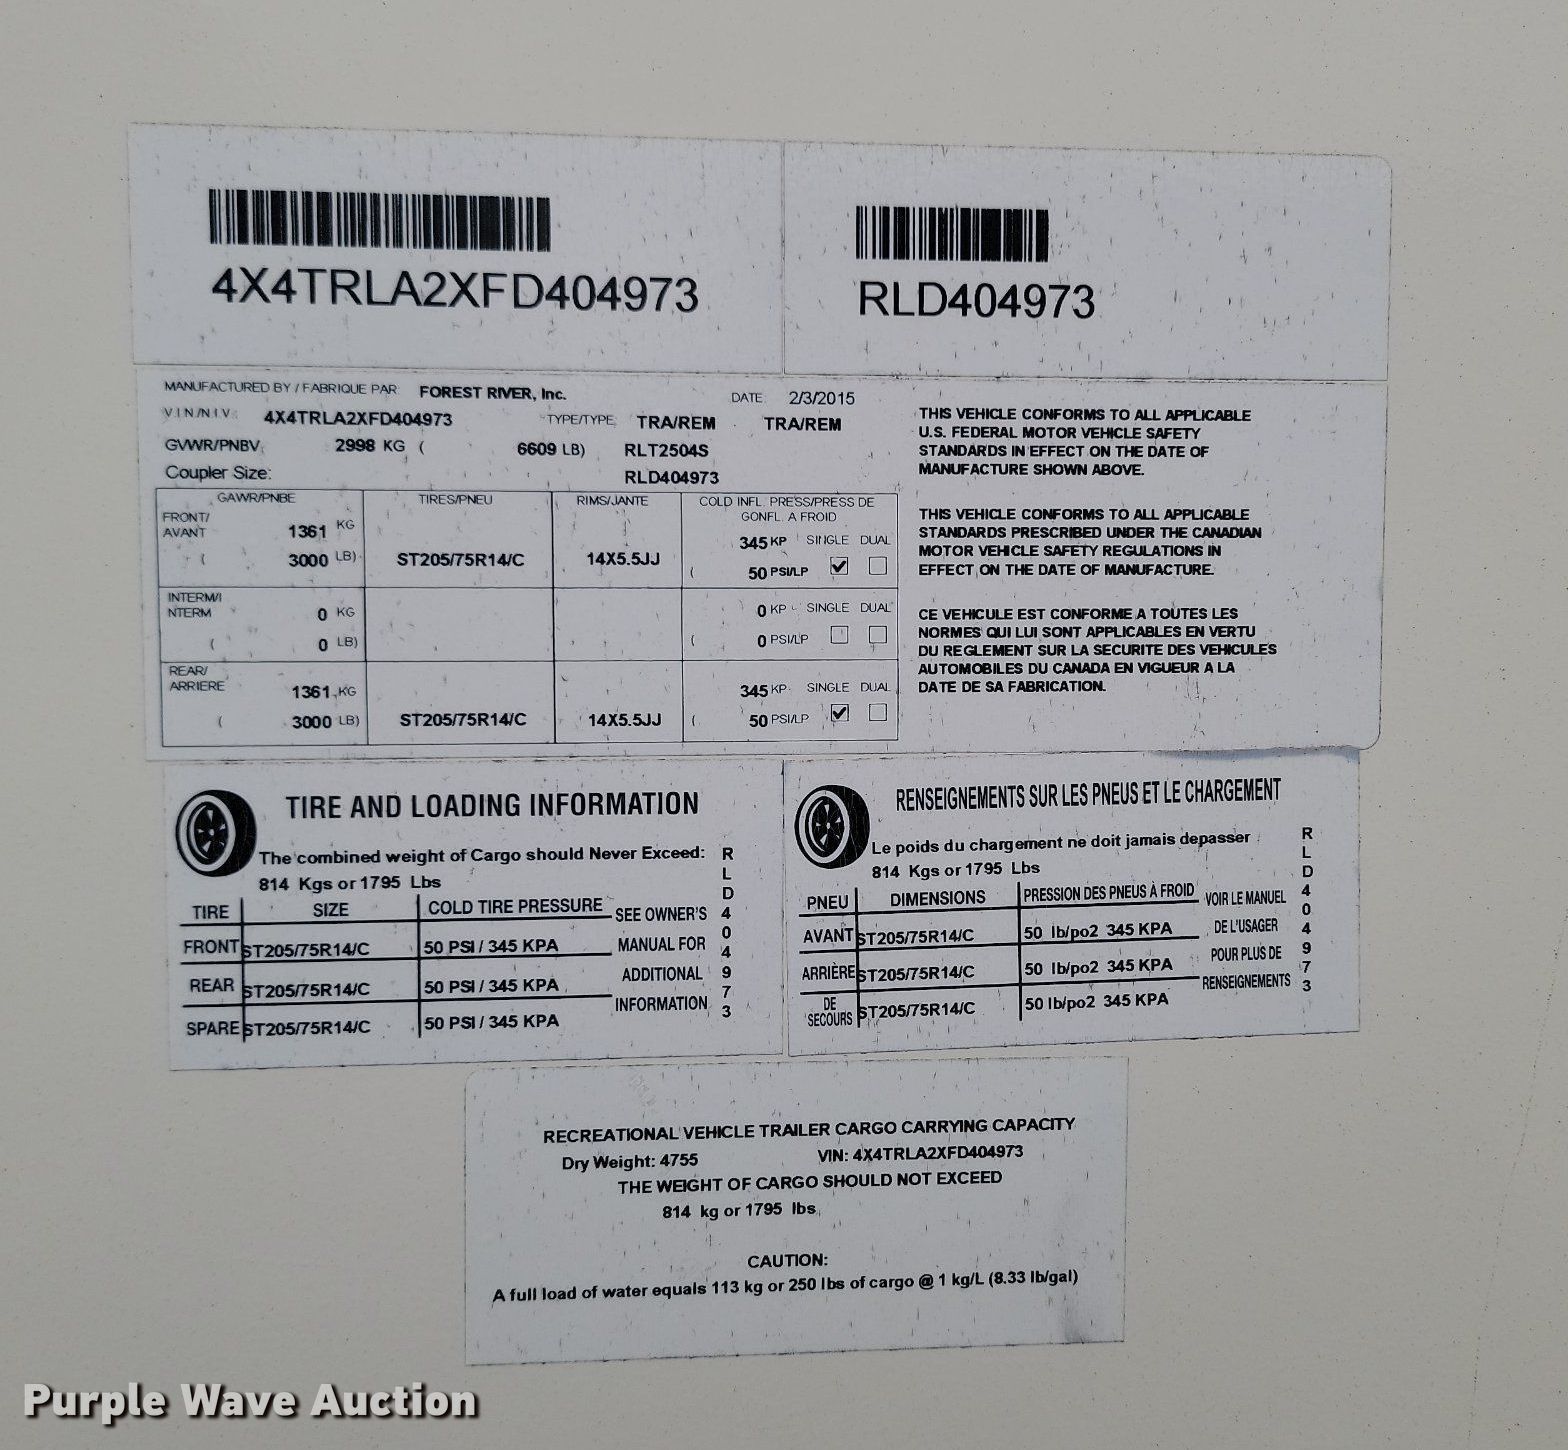 4X4TRLA2XFD404973
RLD404973
MANUFACTURED BY / FABRIQUE PAR FOREST RIVER, Inc. DATE 2/3/2015
VIN/NIV: 4X4TRLA2XFD404973 TYPE/TYPE TRA/REM TRA/REM
GVWR/PNBV 2998 KG ( 6609 LB) RLT2504S
Coupler Size: RLD404973
GAWR/PNBE TIRES/PNEU RIMS/JANTE COLD INFL. PRESS/PRESS DE
GONFL. A FROID
FRONT/
AVANT 1361 KG 345 KP SINGLE DUAL
( 3000 LB) ST205/75R14/C 14X5.5JJ ( 50 PSI/LP
INTERM/I
NTERM 0 KG 0 KP SINGLE DUAL
( 0 LB) ( 0 PSI/LP
REAR/
ARRIERE 1361 KG 345 KP SINGLE DUAL
( 3000 LB) ST205/75R14/C 14X5.5JJ ( 50 PSI/LP
THIS VEHICLE CONFORMS TO ALL APPLICABLE
U.S. FEDERAL MOTOR VEHICLE SAFETY
STANDARDS IN EFFECT ON THE DATE OF
MANUFACTURE SHOWN ABOVE.
THIS VEHICLE CONFORMS TO ALL APPLICABLE
STANDARDS PRESCRIBED UNDER THE CANADIAN
MOTOR VEHICLE SAFETY REGULATIONS IN
EFFECT ON THE DATE OF MANUFACTURE.
CE VEHICULE EST CONFORME A TOUTES LES
NORMES QUI LUI SONT APPLICABLES EN VERTU
DU REGLEMENT SUR LA SECURITE DES VEHICULES
AUTOMOBILES DU CANADA EN VIGUEUR A LA
DATE DE SA FABRICATION.
TIRE AND LOADING INFORMATION
The combined weight of Cargo should Never Exceed:
814 Kgs or 1795 Lbs
TIRE SIZE COLD TIRE PRESSURE
FRONT ST205/75R14/C 50 PSI / 345 KPA
REAR ST205/75R14/C 50 PSI / 345 KPA
SPARE ST205/75R14/C 50 PSI / 345 KPA
SEE OWNER'S
MANUAL FOR
ADDITIONAL
INFORMATION
RLD404973
RENSEIGNEMENTS SUR LES PNEUS ET LE CHARGEMENT
Le poids du chargement ne doit jamais depasser
814 Kgs or 1795 Lbs
PNEU DIMENSIONS PRESSION DES PNEUS À FROID
AVANT ST205/75R14/C 50 lb/po2 345 KPA
ARRIÈRE ST205/75R14/C 50 lb/po2 345 KPA
DE
SECOURS ST205/75R14/C 50 lb/po2 345 KPA
VOIR LE MANUEL
DE L'USAGER
POUR PLUS DE
RENSEIGNEMENTS
RLD404973
RECREATIONAL VEHICLE TRAILER CARGO CARRYING CAPACITY
Dry Weight: 4755 VIN: 4X4TRLA2XFD404973
THE WEIGHT OF CARGO SHOULD NOT EXCEED
814 kg or 1795 lbs
CAUTION:
A full load of water equals 113 kg or 250 lbs of cargo @ 1 kg/L (8.33 lb/gal)
Purple Wave Auction